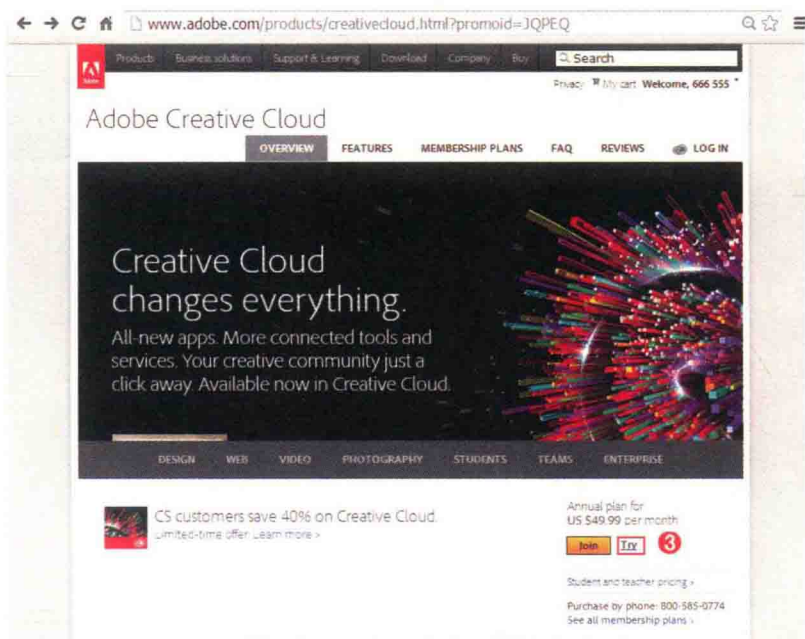 www.adobe.com/products/creativecloud.html?promoid=JQPEQ
Products Business solutions Support & Learning Download Company Buy Search
Adobe
Privacy My cart Welcome, 666 555
Adobe Creative Cloud
OVERVIEW FEATURES MEMBERSHIP PLANS FAQ REVIEWS LOG IN
Creative Cloud
changes everything.
All-new apps. More connected tools and
services. Your creative community just a
click away. Available now in Creative Cloud.
DESIGN WEB VIDEO PHOTOGRAPHY STUDENTS TEAMS ENTERPRISE
CS customers save 40% on Creative Cloud.
Limited-time offer. Learn more >
Annual plan for
US $49.99 per month
Join Try 3
Student and teacher pricing >
Purchase by phone: 800-585-0774
See all membership plans >